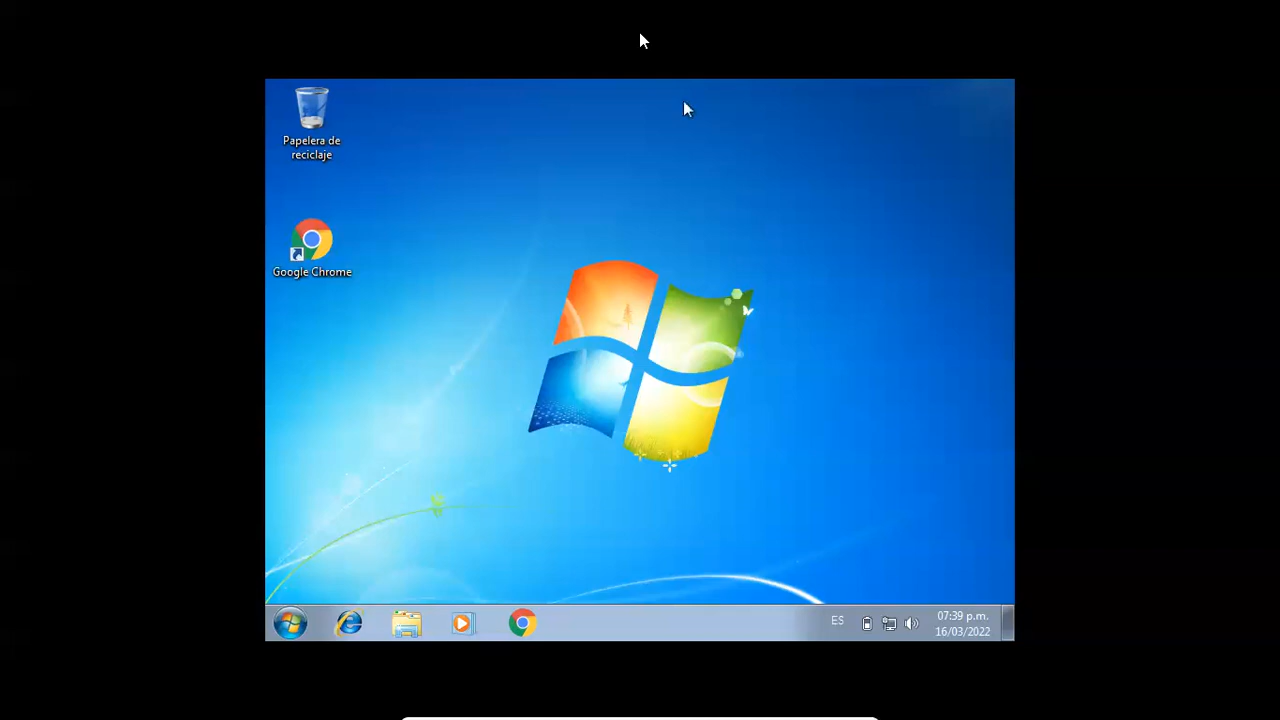 Papelera de
reciclaje
Google Chrome
ES
07:39 p.m.
16/03/2022